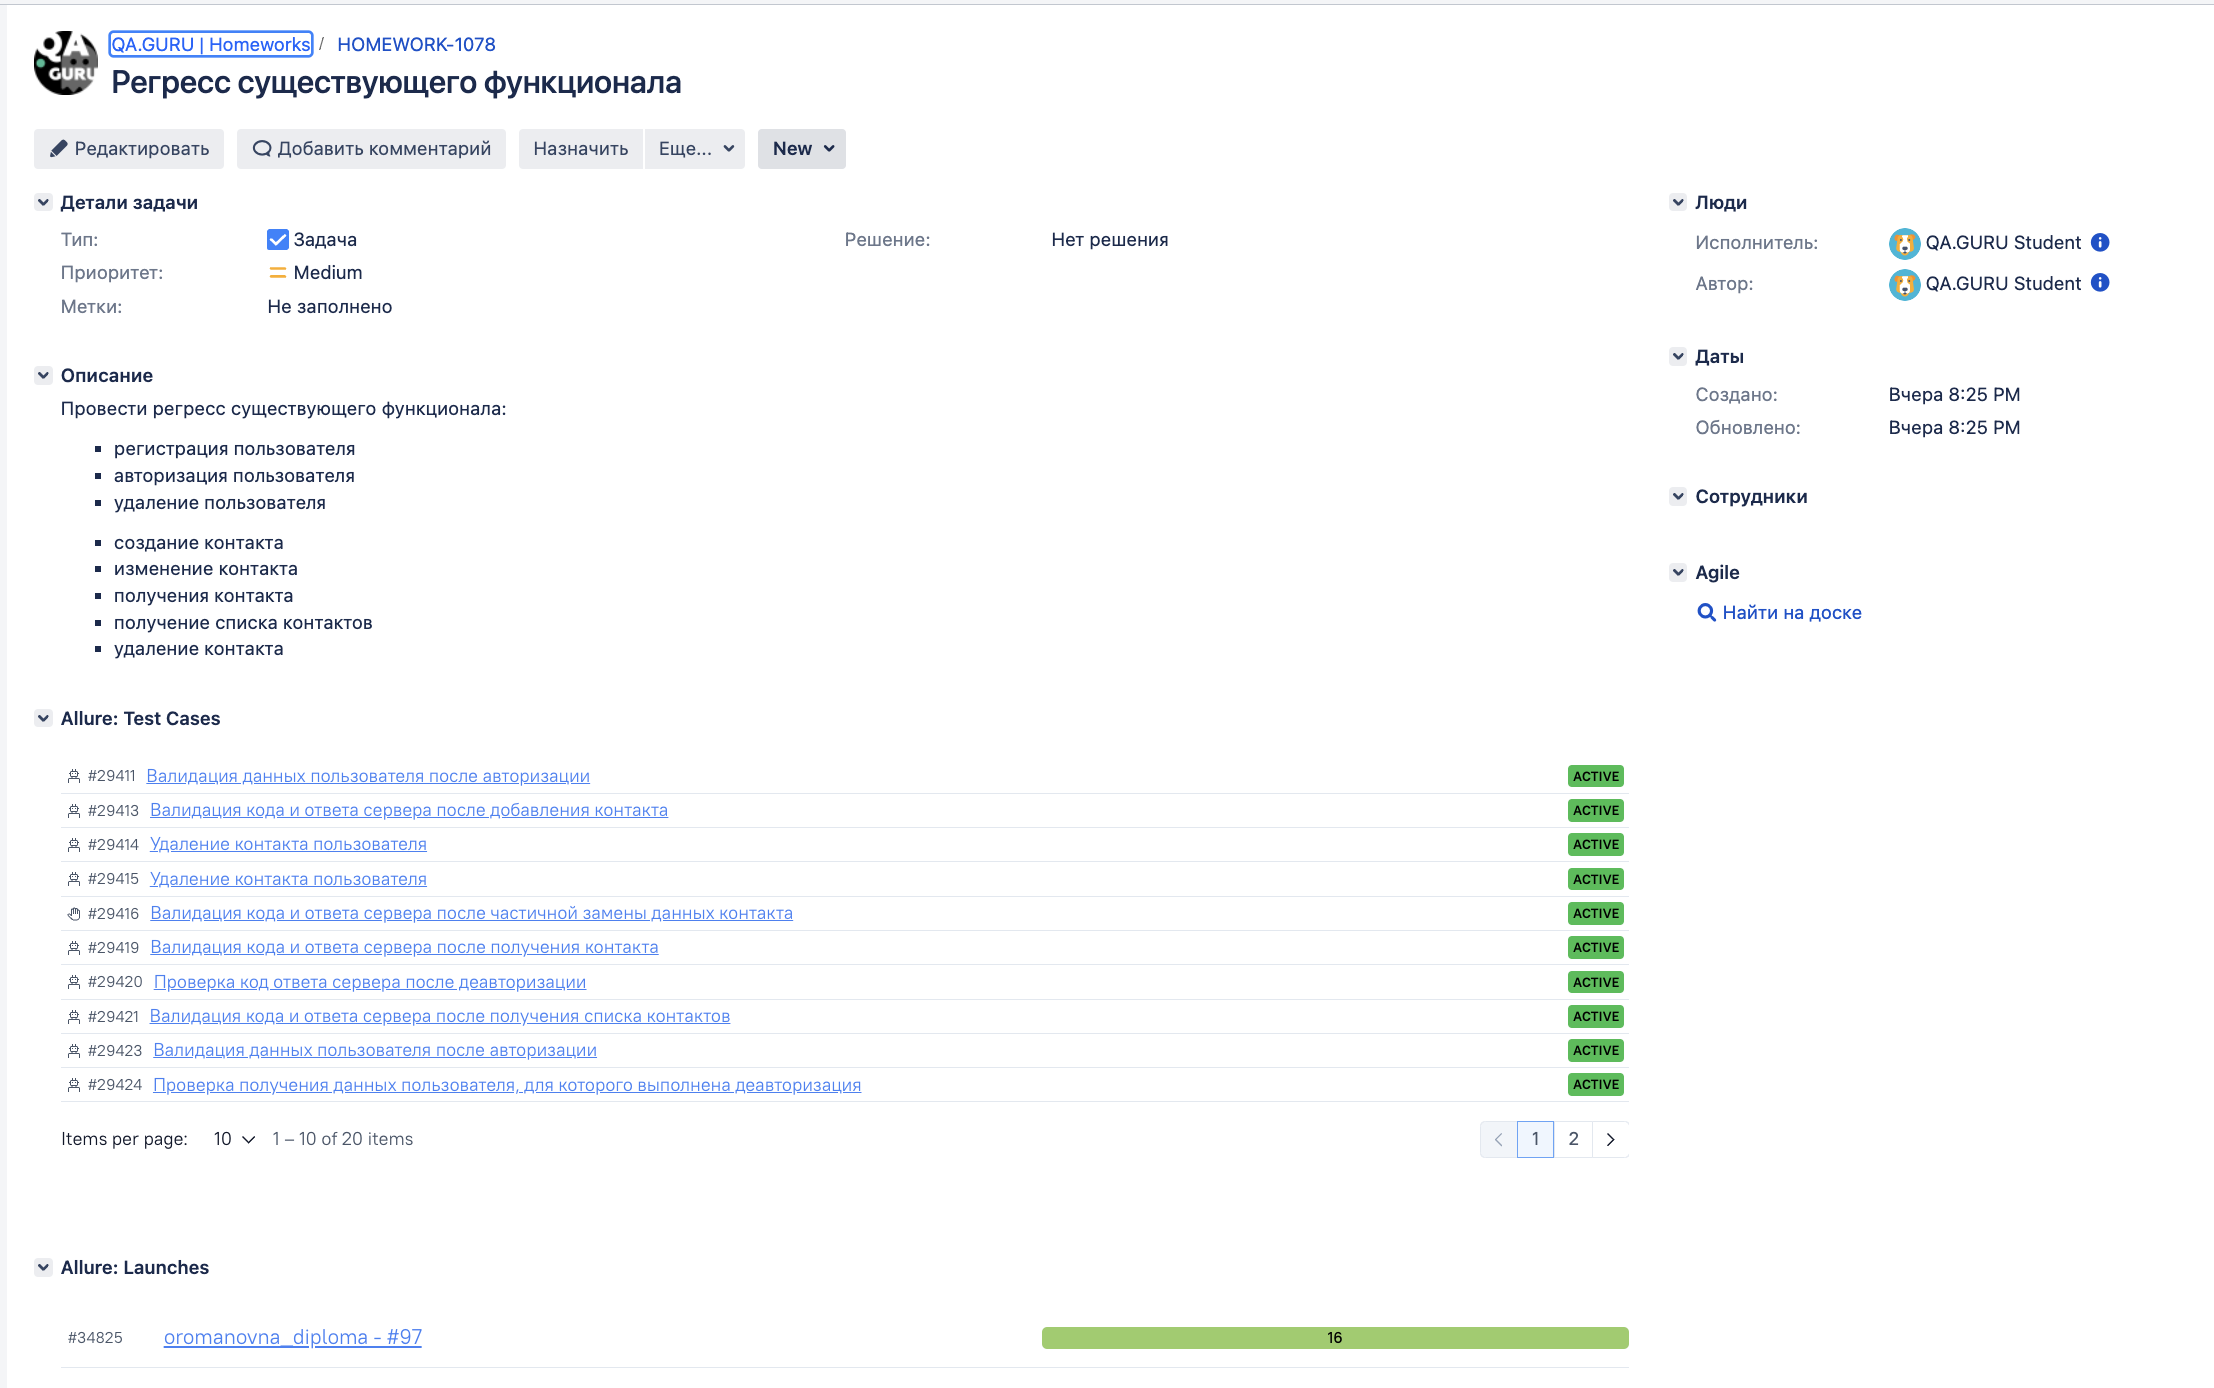 QA GURU
QA.GURU | Homeworks / HOMEWORK-1078
Регресс существующего функционала
Редактировать Добавить комментарий Назначить Еще... New
Детали задачи
Тип: Задача Решение: Нет решения
Приоритет: Medium
Метки: Не заполнено
Описание
Провести регресс существующего функционала:
регистрация пользователя
авторизация пользователя
удаление пользователя
создание контакта
изменение контакта
получения контакта
получение списка контактов
удаление контакта
Allure: Test Cases
#29411 Валидация данных пользователя после авторизации ACTIVE
#29413 Валидация кода и ответа сервера после добавления контакта ACTIVE
#29414 Удаление контакта пользователя ACTIVE
#29415 Удаление контакта пользователя ACTIVE
#29416 Валидация кода и ответа сервера после частичной замены данных контакта ACTIVE
#29419 Валидация кода и ответа сервера после получения контакта ACTIVE
#29420 Проверка код ответа сервера после деавторизации ACTIVE
#29421 Валидация кода и ответа сервера после получения списка контактов ACTIVE
#29423 Валидация данных пользователя после авторизации ACTIVE
#29424 Проверка получения данных пользователя, для которого выполнена деавторизация ACTIVE
Items per page: 10 1 – 10 of 20 items 1 2
Allure: Launches
#34825 oromanovna_diploma - #97 16
Люди
Исполнитель: QA.GURU Student
Автор: QA.GURU Student
Даты
Создано: Вчера 8:25 PM
Обновлено: Вчера 8:25 PM
Сотрудники
Agile
Найти на доске